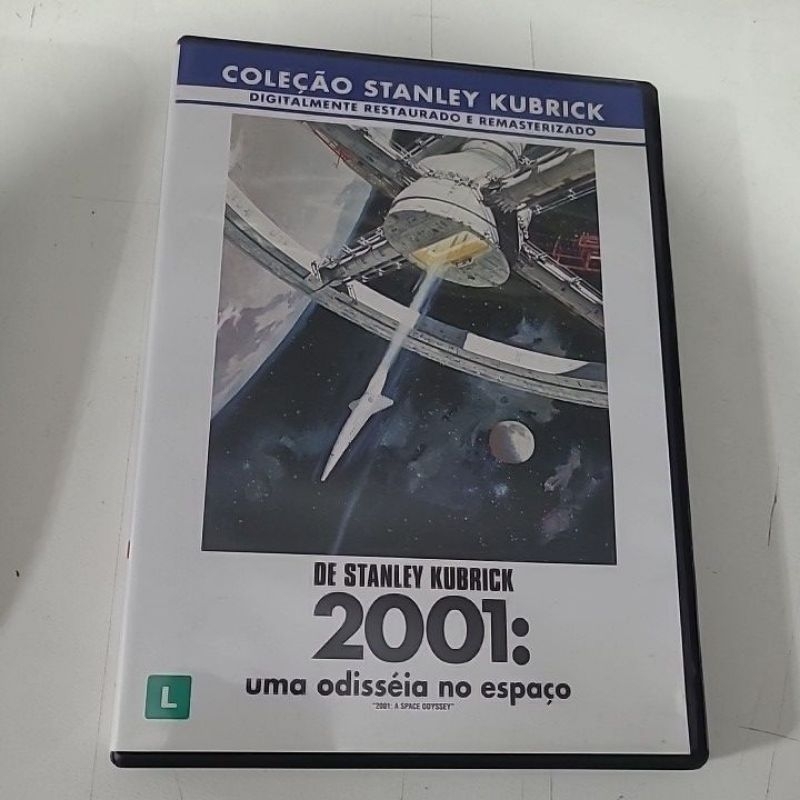 COLEÇÃO STANLEY KUBRICK
DIGITALMENTE RESTAURADO E REMASTERIZADO
DE STANLEY KUBRICK
2001:
uma odisséia no espaço
"2001: A SPACE ODYSSEY"
L